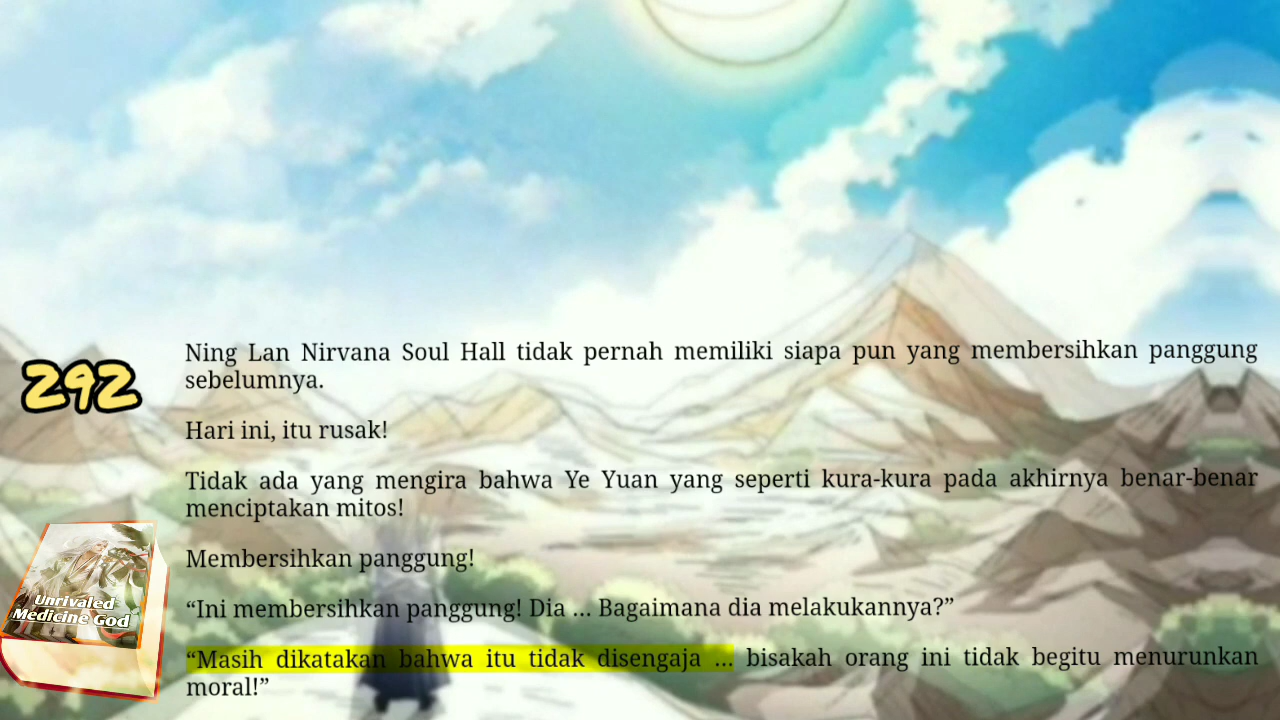 Ning Lan Nirvana Soul Hall tidak pernah memiliki siapa pun yang membersihkan panggung
sebelumnya.
292
Hari ini, itu rusak!
Tidak ada yang mengira bahwa Ye Yuan yang seperti kura-kura pada akhirnya benar-benar
menciptakan mitos!
Membersihkan panggung!
“Ini membersihkan panggung! Dia ... Bagaimana dia melakukannya?”
Unrivaled
Medicine God
“Masih dikatakan bahwa itu tidak disengaja ... bisakah orang ini tidak begitu menurunkan
moral!”